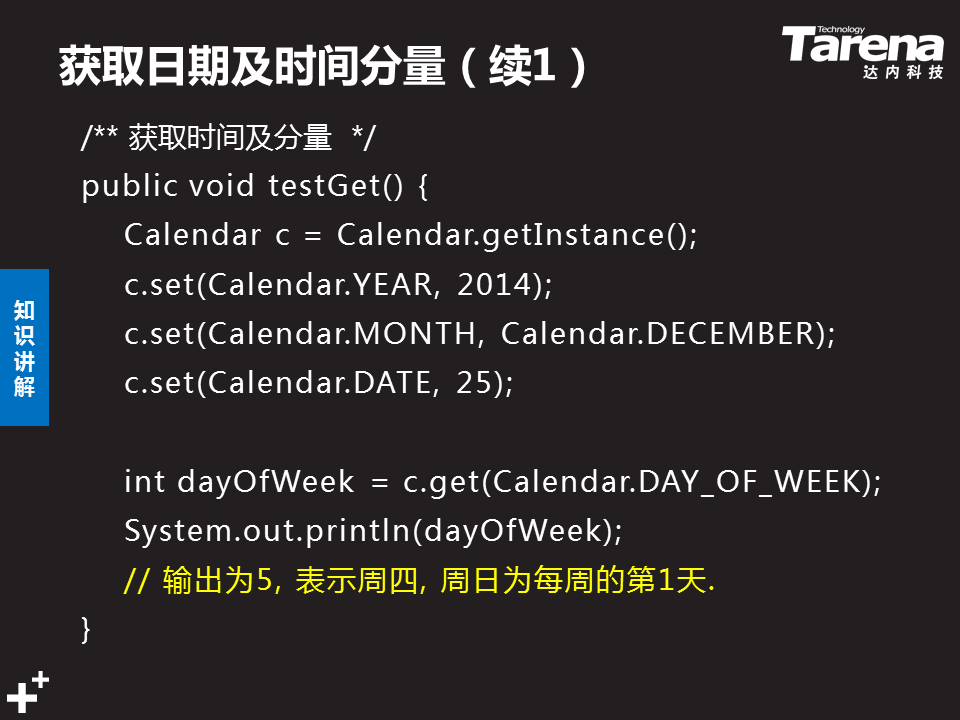 获取日期及时间分量（续1）
Technology
Tarena
达内科技
/** 获取时间及分量 */
public void testGet() {
Calendar c = Calendar.getInstance();
c.set(Calendar.YEAR, 2014);
c.set(Calendar.MONTH, Calendar.DECEMBER);
c.set(Calendar.DATE, 25);
知识讲解
int dayOfWeek = c.get(Calendar.DAY_OF_WEEK);
System.out.println(dayOfWeek);
// 输出为5, 表示周四, 周日为每周的第1天.
}